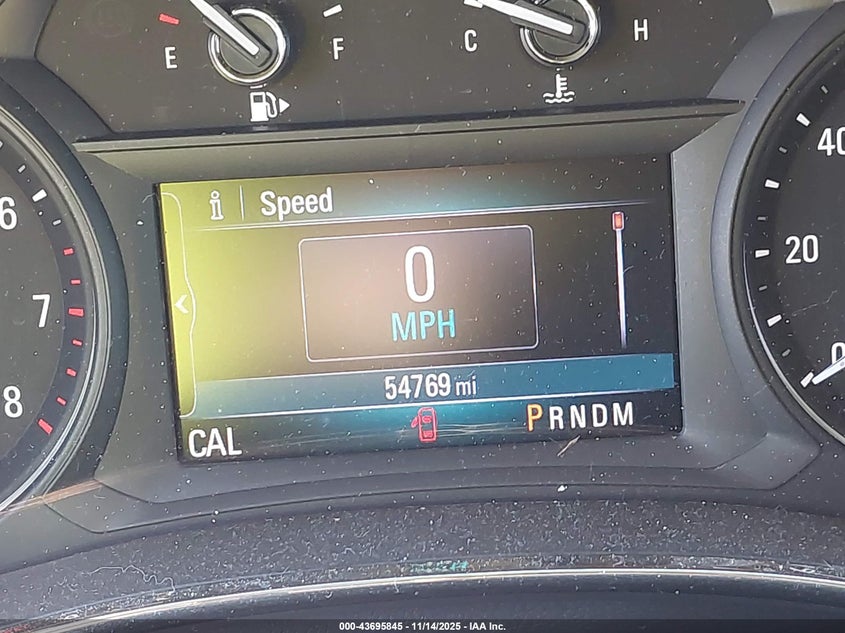 E F C H
6
7
8
40
20
0
i Speed
0
MPH
54769 mi
PRNDM
CAL
000-43695845 - 11/14/2025 - IAA Inc.